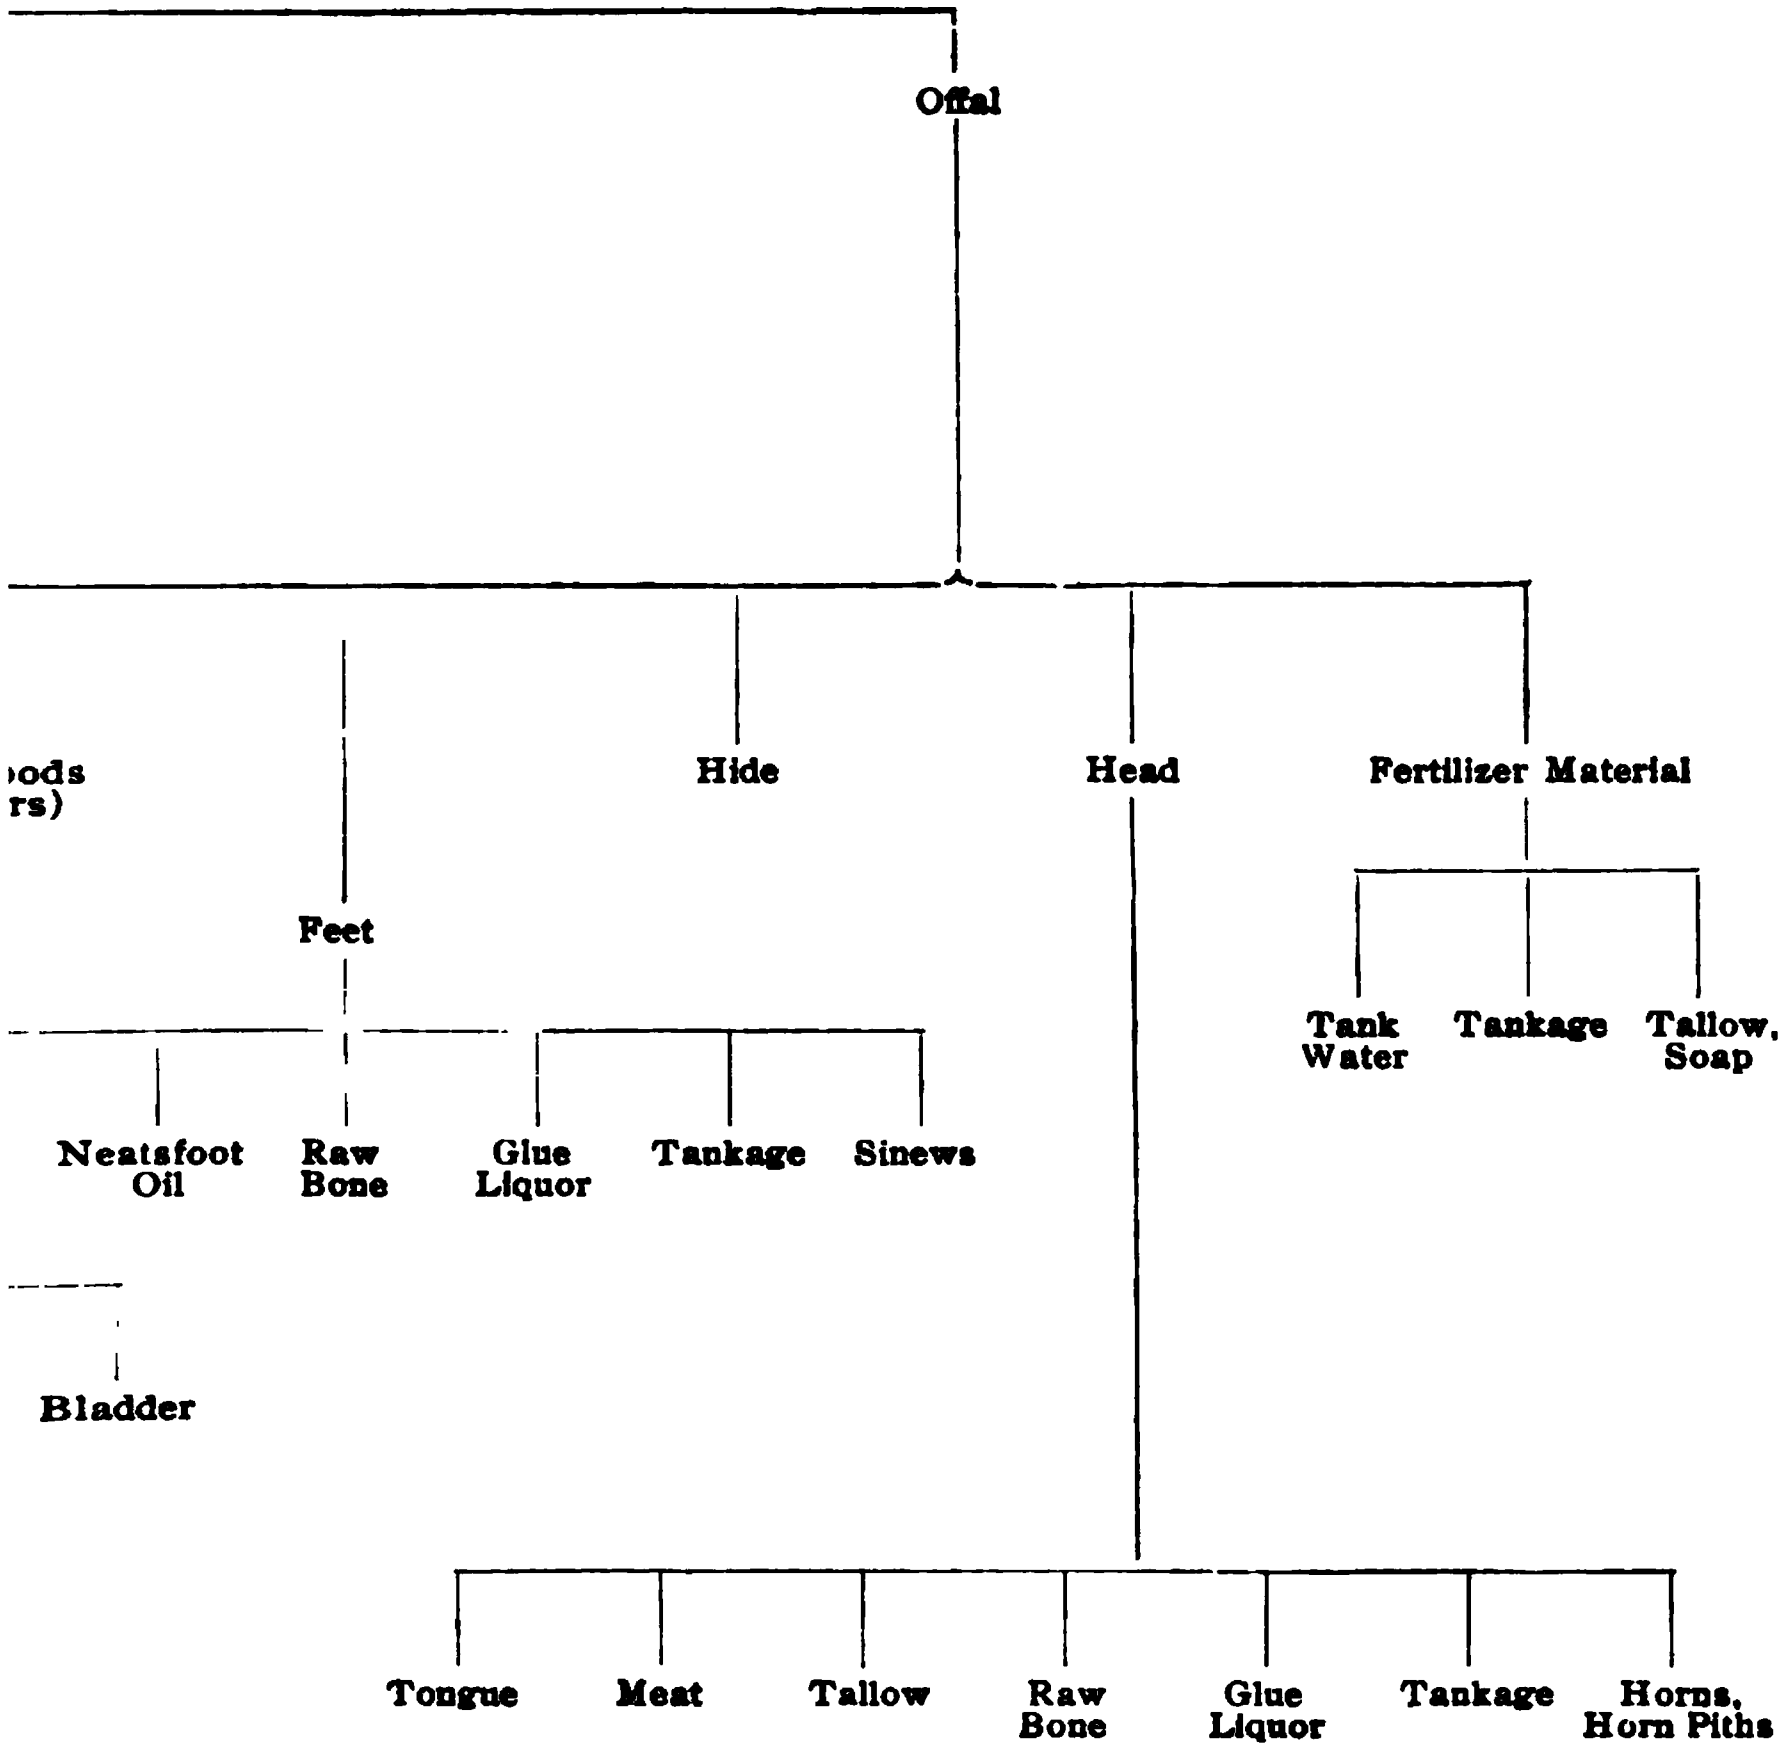 Offal
Hide
Head
Fertilizer Material
rs)
Feet
Tank
Water
Tankage
Tallow,
Soap
Neatsfoot
Oil
Raw
Bone
Glue
Liquor
Tankage
Sinews
Bladder
Tongue
Meat
Tallow
Raw
Bone
Glue
Liquor
Tankage
Horns,
Horn Piths